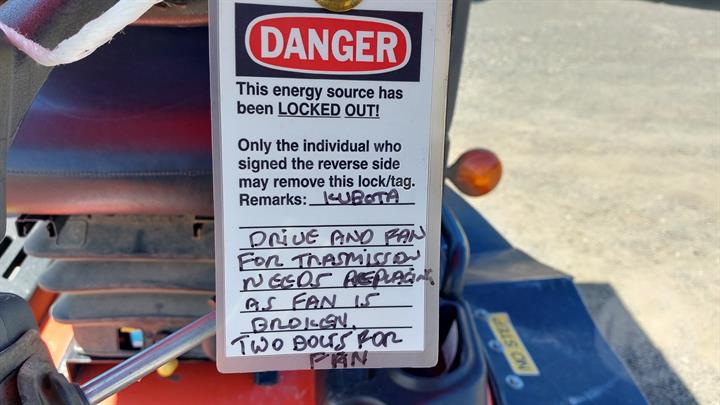 DANGER
This energy source has
been LOCKED OUT!
Only the individual who
signed the reverse side
may remove this lock/tag.
Remarks: KUBOTA
DRIVE AND FAN
FOR TRASMISSION
NEEDS REPLACING
AS FAN IS
BROKEN.
TWO BOLTS FOR
FAN
NO STEP